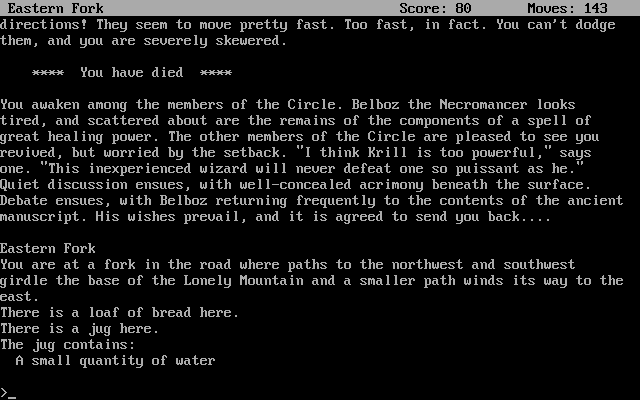 Eastern Fork Score: 80 Moves: 143
directions! They seem to move pretty fast. Too fast, in fact. You can't dodge
them, and you are severely skewered.
**** You have died ****
You awaken among the members of the Circle. Belboz the Necromancer looks
tired, and scattered about are the remains of the components of a spell of
great healing power. The other members of the Circle are pleased to see you
revived, but worried by the setback. "I think Krill is too powerful," says
one. "This inexperienced wizard will never defeat one so puissant as he."
Quiet discussion ensues, with well-concealed acrimony beneath the surface.
Debate ensues, with Belboz returning frequently to the contents of the ancient
manuscript. His wishes prevail, and it is agreed to send you back....
Eastern Fork
You are at a fork in the road where paths to the northwest and southwest
girdle the base of the Lonely Mountain and a smaller path winds its way to the
east.
There is a loaf of bread here.
There is a jug here.
The jug contains:
A small quantity of water
>_